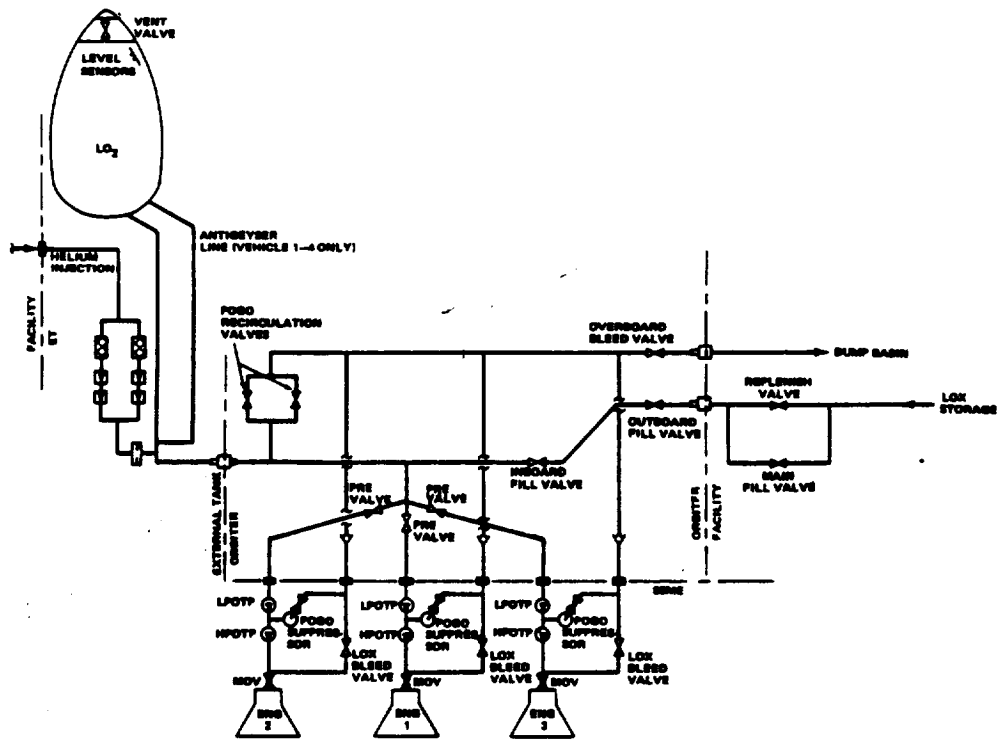 VENT
VALVE
LEVEL
SENSORS
LO2
ANTIGEYSER
LINE (VEHICLE 1-4 ONLY)
HELIUM
INJECTION
FACILITY
ET
POGO
RECIRCULATION
VALVES
OVERBOARD
BLEED VALVE
DUMP BASIN
REPLENISH
VALVE
LOX
STORAGE
OUTBOARD
FILL VALVE
INBOARD
FILL VALVE
MAIN
FILL VALVE
PRE
VALVE
PRE
VALVE
PRE
VALVE
EXTERNAL TANK
ORBITER
ORBITER
FACILITY
SSME
LPOTP
LPOTP
LPOTP
POGO
SUPPRES
SOR
POGO
SUPPRES
SOR
POGO
SUPPRES
SOR
HPOTP
HPOTP
HPOTP
LOX
BLEED
VALVE
LOX
BLEED
VALVE
LOX
BLEED
VALVE
MOV
MOV
MOV
ENG
2
ENG
1
ENG
3